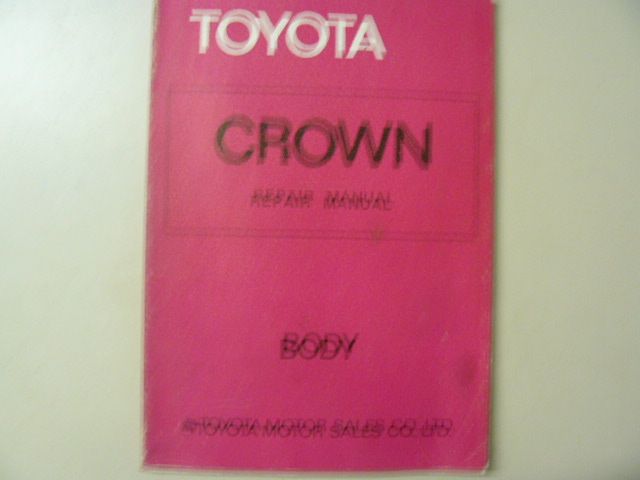 TOYOTA
CROWN
REPAIR MANUAL
BODY
TOYOTA MOTOR SALES CO., LTD.